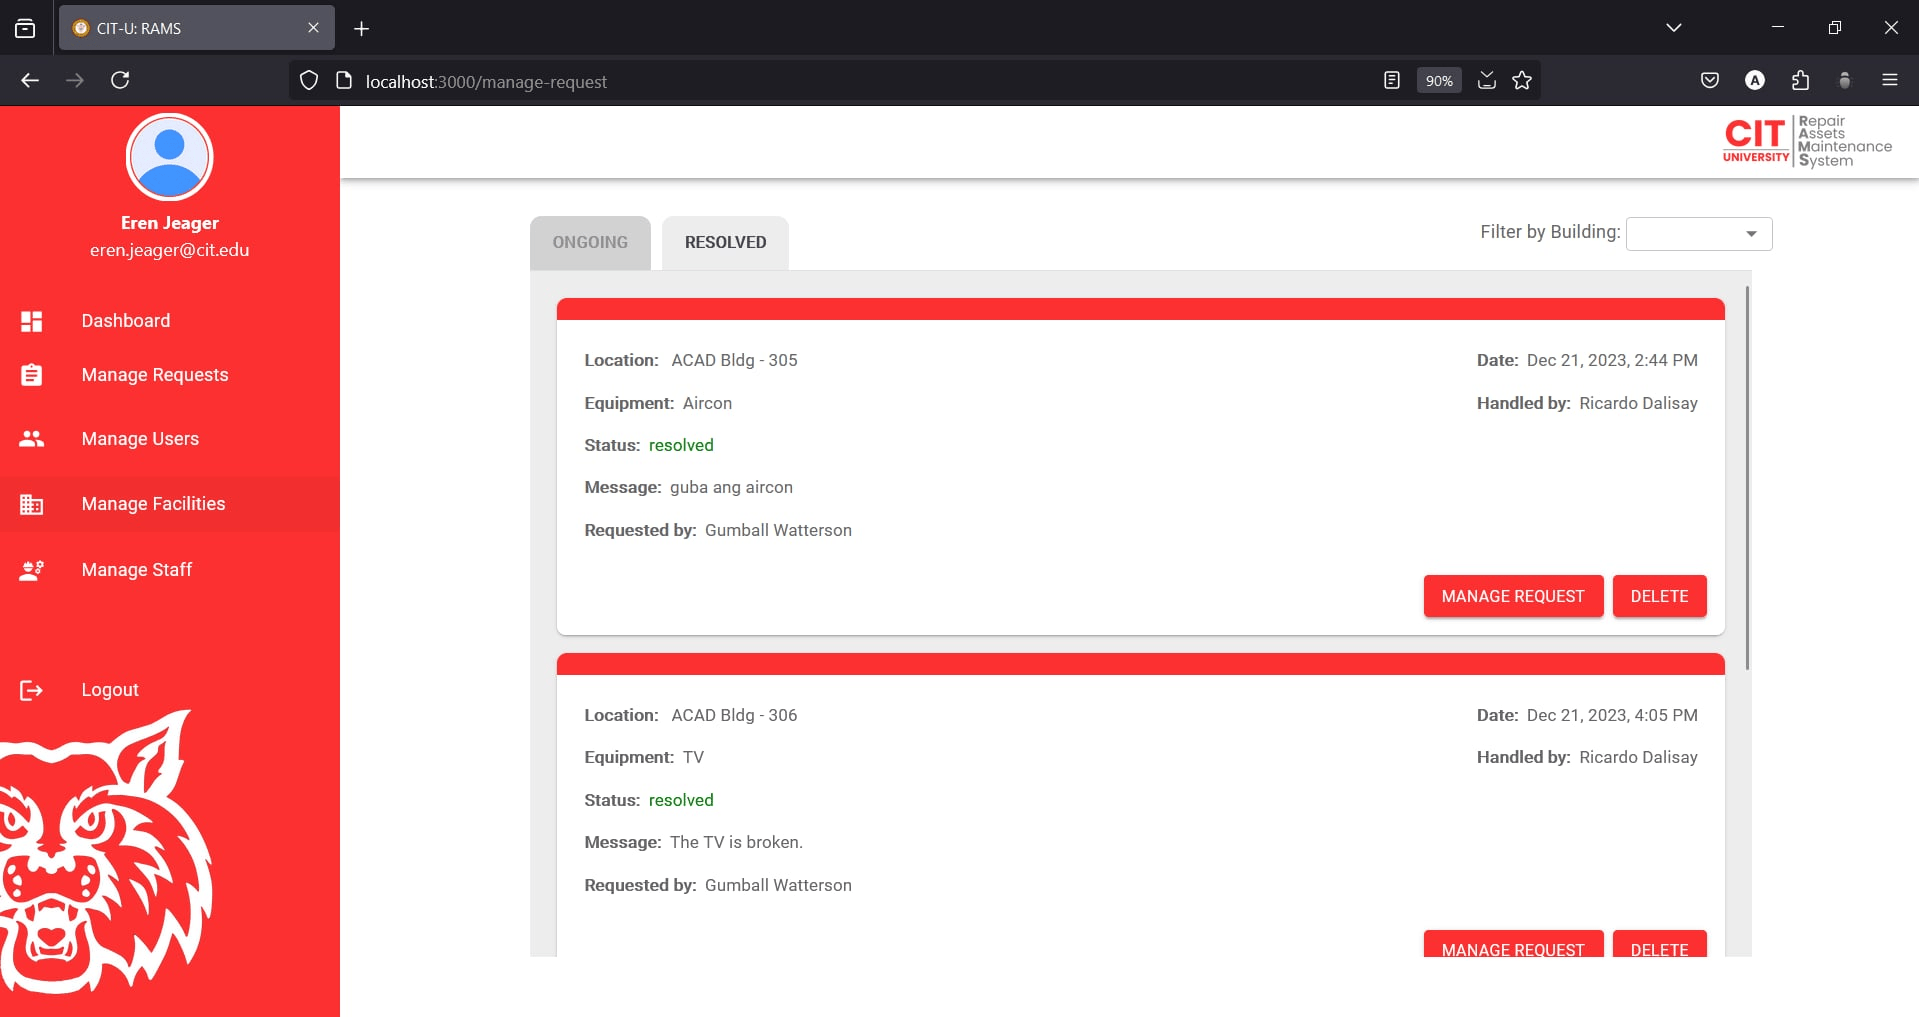 CIT-U: RAMS
localhost:3000/manage-request
90%
A
Eren Jeager
eren.jeager@cit.edu
Dashboard
Manage Requests
Manage Users
Manage Facilities
Manage Staff
Logout
CIT
UNIVERSITY
Repair
Assets
Maintenance
System
ONGOING
RESOLVED
Filter by Building:
Location: ACAD Bldg - 305
Date: Dec 21, 2023, 2:44 PM
Equipment: Aircon
Handled by: Ricardo Dalisay
Status: resolved
Message: guba ang aircon
Requested by: Gumball Watterson
MANAGE REQUEST
DELETE
Location: ACAD Bldg - 306
Date: Dec 21, 2023, 4:05 PM
Equipment: TV
Handled by: Ricardo Dalisay
Status: resolved
Message: The TV is broken.
Requested by: Gumball Watterson
MANAGE REQUEST
DELETE